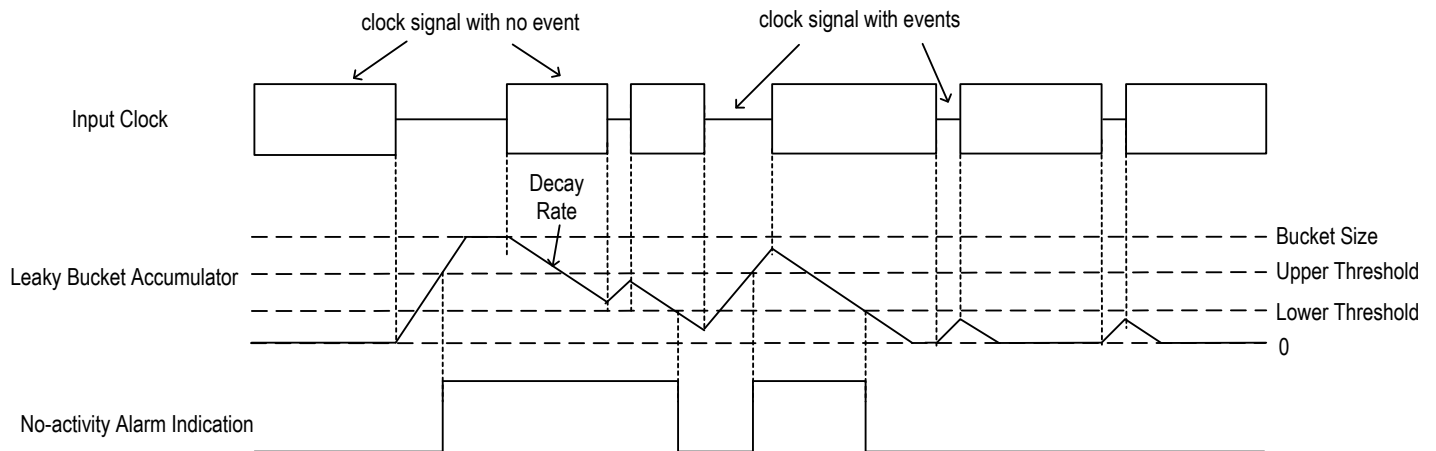 clock signal with no event
clock signal with events
Input Clock
Decay
Rate
Bucket Size
Leaky Bucket Accumulator
Upper Threshold
Lower Threshold
0
No-activity Alarm Indication